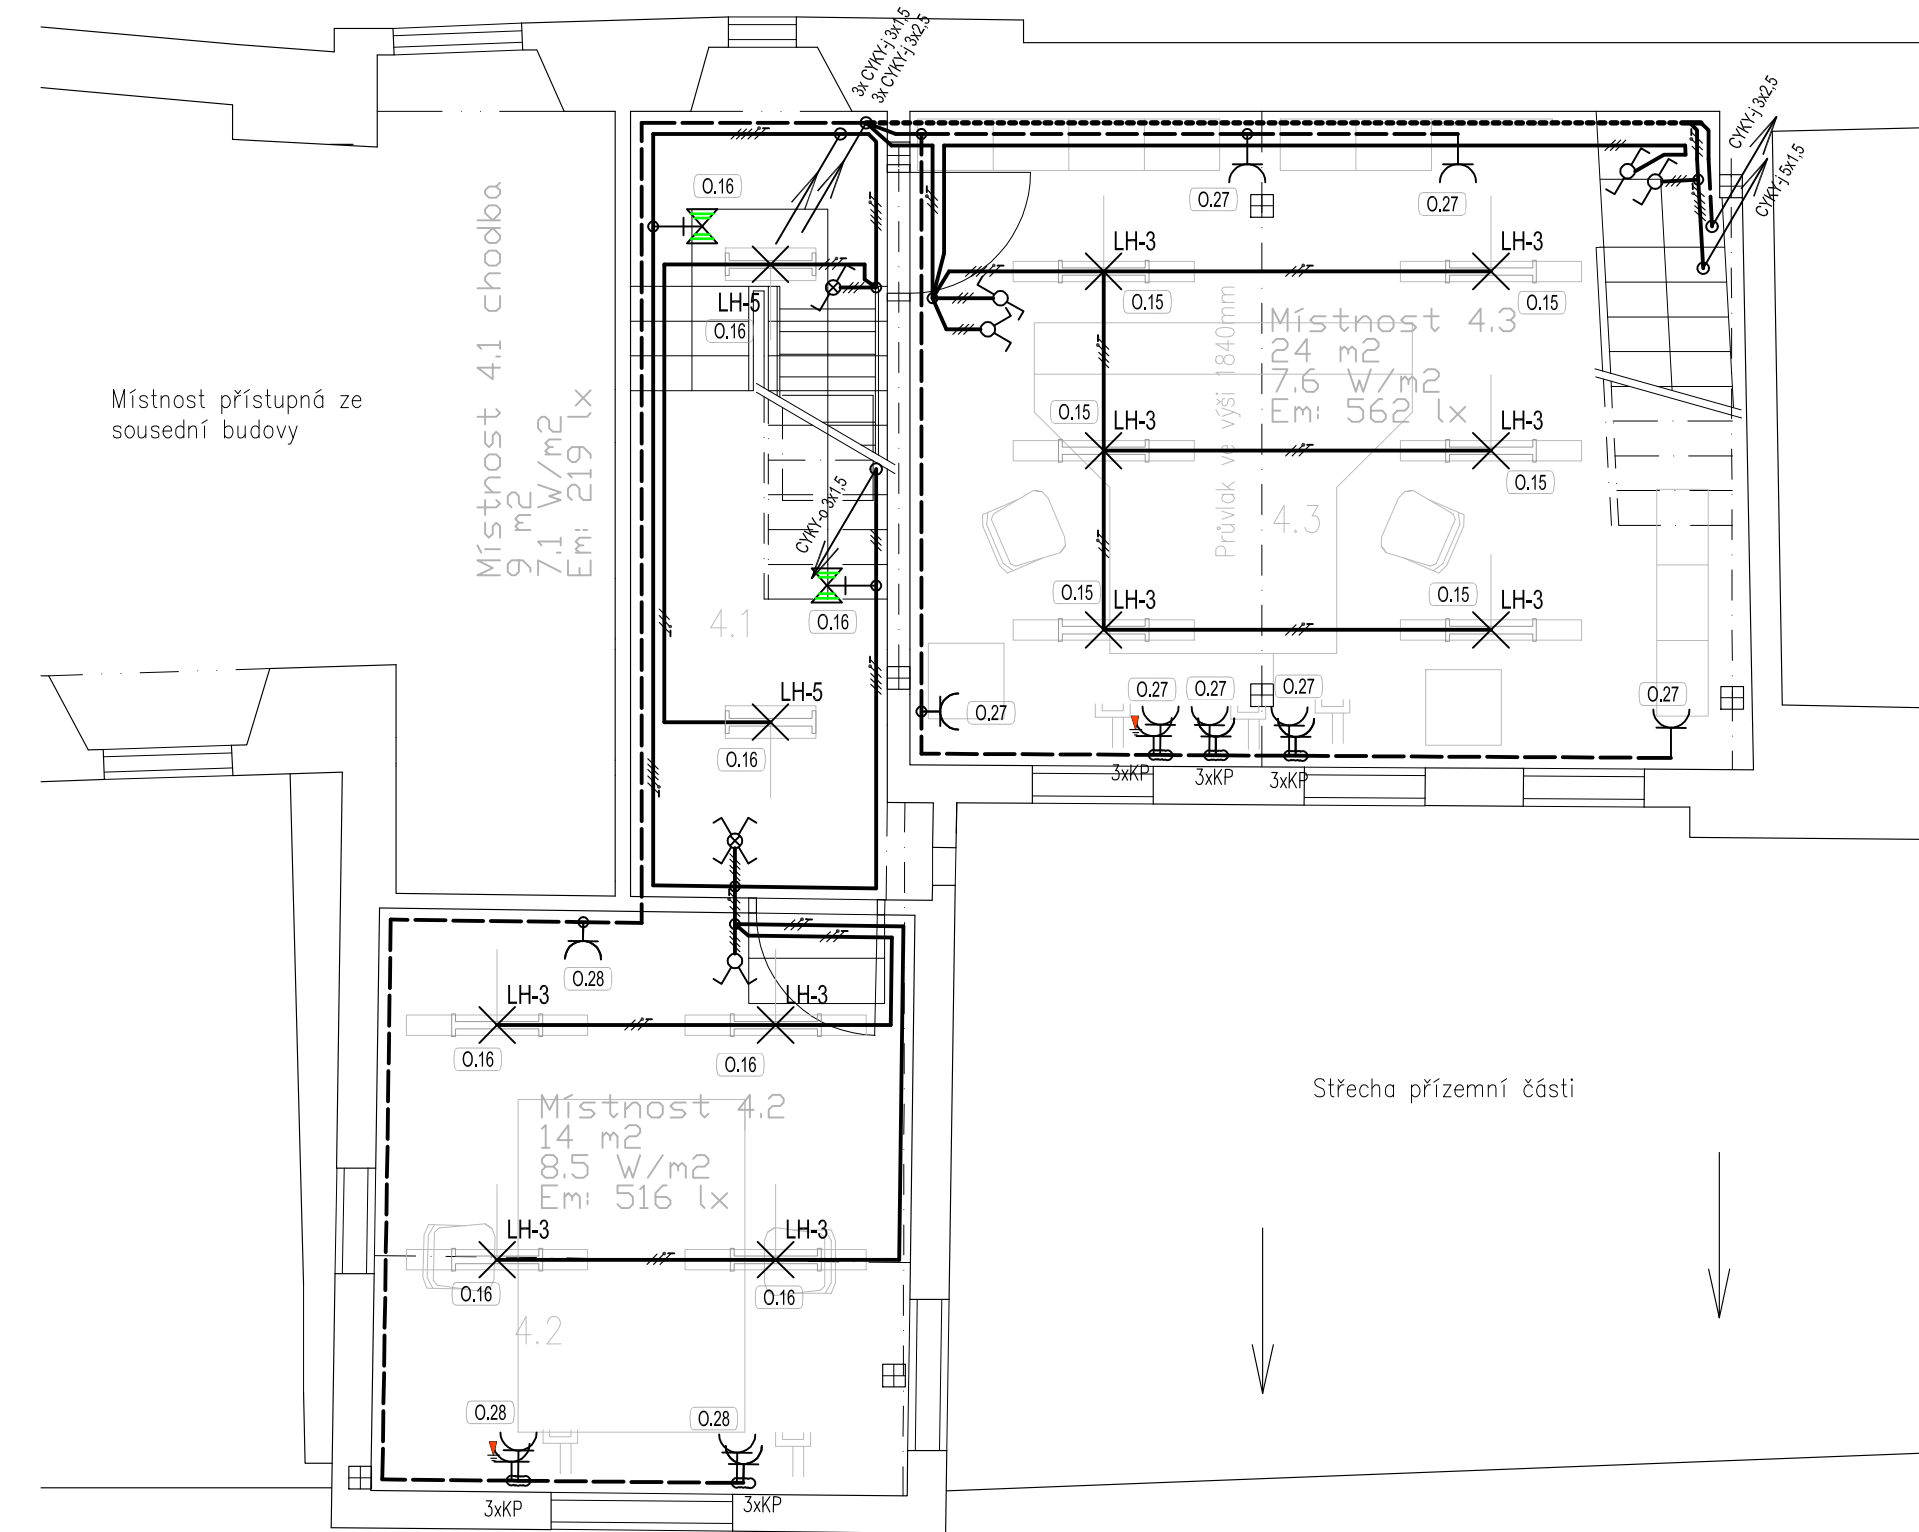 3x CYKY-j 3x1,5
3x CYKY-j 3x2,5
CYKY-j 3x2,5
CYKY-j 5x1,5
O.16
O.27
O.27
LH-3
LH-3
O.15
O.15
LH-5
O.16
Místnost 4.1 chodba
9 m2
7.1 W/m2
Em: 219 lx
Místnost přístupná ze
sousední budovy
Průvlak ve výši 1840mm
Místnost 4.3
24 m2
7.6 W/m2
Em: 562 lx
O.15
LH-3
LH-3
O.15
CYKY-o 3x1,5
4.3
O.15
LH-3
O.15
LH-3
O.16
4.1
LH-5
O.16
O.27
O.27
O.27
O.27
O.27
3xKP
3xKP
3xKP
O.28
LH-3
LH-3
O.16
O.16
Střecha přízemní části
Místnost 4.2
14 m2
8.5 W/m2
Em: 516 lx
LH-3
LH-3
O.16
O.16
4.2
O.28
O.28
3xKP
3xKP